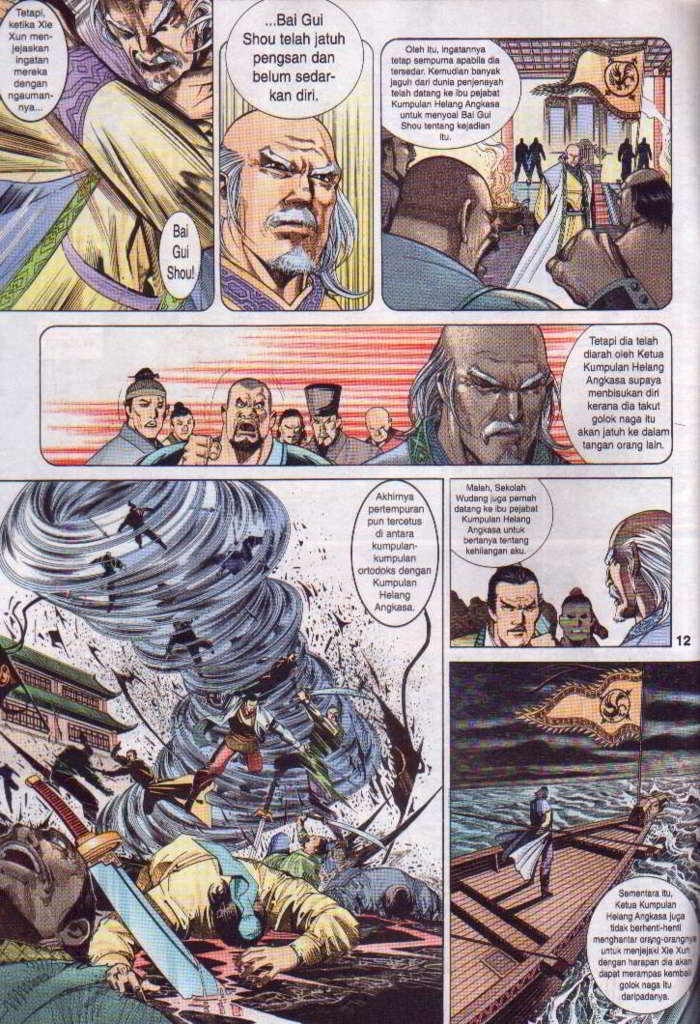 Tetapi,
ketika Xie
Xun men-
jejaskan
ingatan
mereka
dengan
ngauman-
nya...
Bai
Gui
Shou!
...Bai Gui
Shou telah jatuh
pengsan dan
belum sedar-
kan diri.
Oleh itu, ingatannya
tetap sempurna apabila dia
tersedar. Kemudian banyak
jaguh dari dunia penjenayah
telah datang ke ibu pejabat
Kumpulan Helang Angkasa
untuk menyoal Bai Gui
Shou tentang kejadian
itu.
Tetapi dia telah
diarah oleh Ketua
Kumpulan Helang
Angkasa supaya
menbisukan diri
kerana dia takut
golok naga itu
akan jatuh ke dalam
tangan orang lain.
Akhirnya
pertempuran
pun tercetus
di antara
kumpulan-
kumpulan
ortodoks dengan
Kumpulan
Helang
Angkasa.
Malah, Sekolah
Wudang juga pernah
datang ke ibu pejabat
Kumpulan Helang
Angkasa untuk
bertanya tentang
kehilangan aku.
12
Sementara itu,
Ketua Kumpulan
Helang Angkasa juga
tidak berhenti-henti
menghantar orang-orangnya
untuk menjejaki Xie Xun
dengan harapan dia akan
dapat merampas kembali
golok naga itu
daripadanya.